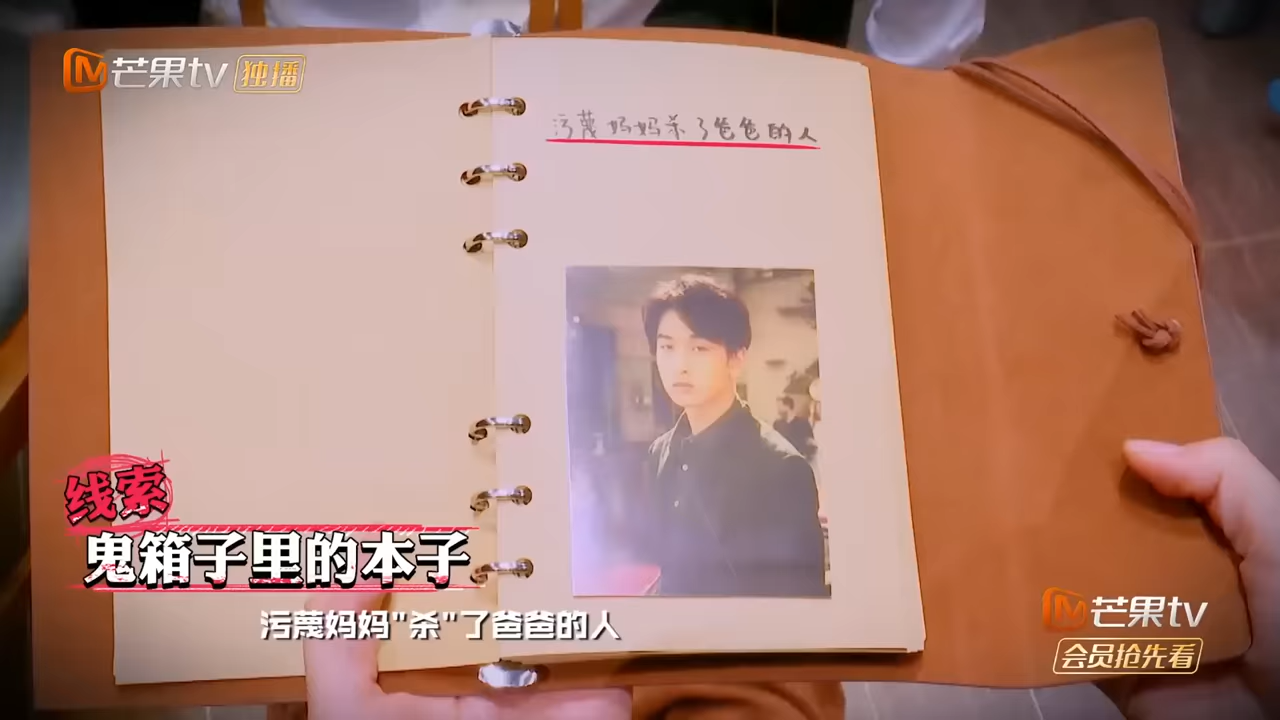 芒果tv 独播
污蔑妈妈杀了爸爸的人
线索
鬼箱子里的本子
污蔑妈妈"杀"了爸爸的人
芒果tv
会员抢先看